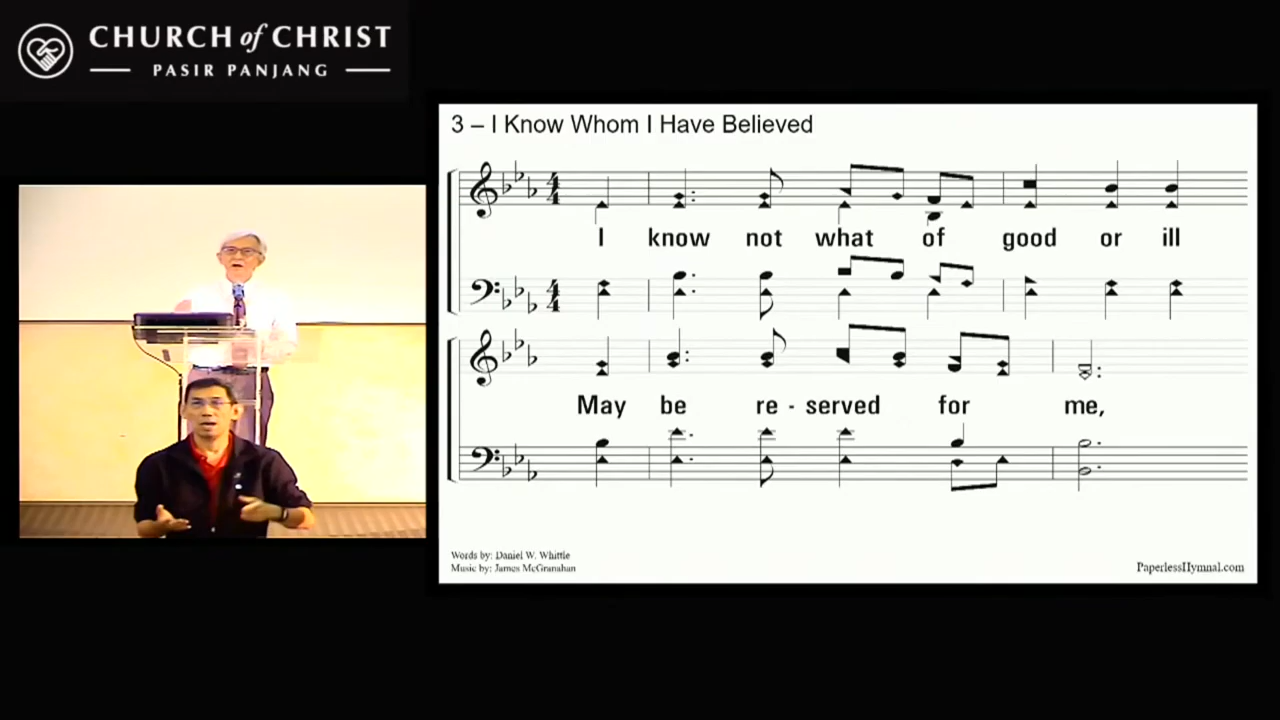 CHURCH of CHRIST
PASIR PANJANG
3 – I Know Whom I Have Believed
I know not what of good or ill
May be re - served for me,
Words by: Daniel W. Whittle
Music by: James McGranahan
PaperlessHymnal.com